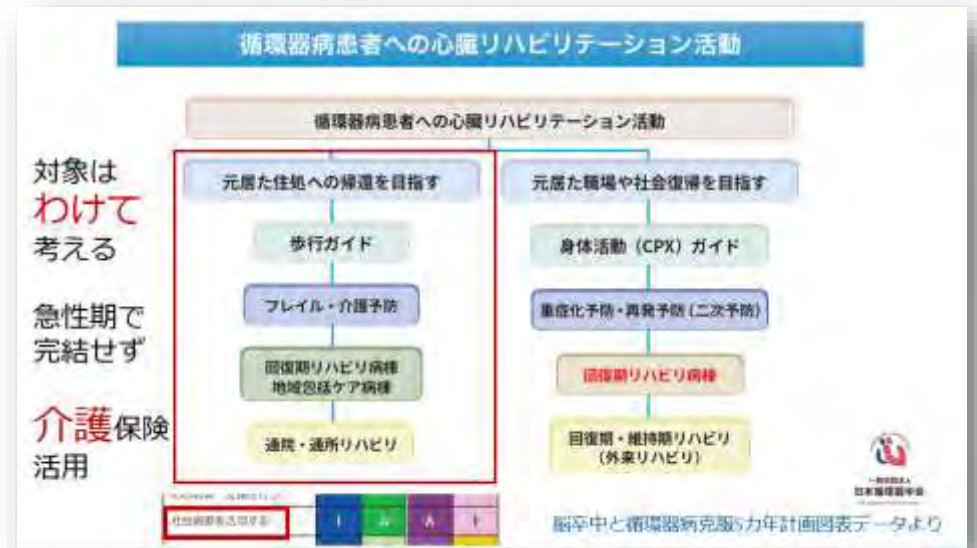 循環器病患者への心臓リハビリテーション活動
循環器病患者への心臓リハビリテーション活動
対象は
わけて
考える
急性期で
完結せず
介護保険
活用
元居た住処への帰還を目指す
歩行ガイド
フレイル・介護予防
回復期リハビリ病棟
地域包括ケア病棟
通院・通所リハビリ
元居た職場や社会復帰を目指す
身体活動（CPX）ガイド
重症化予防・再発予防（二次予防）
回復期リハビリ病棟
回復期・維持期リハビリ
（外来リハビリ）
一般社団法人
日本循環器学会
脳卒中と循環器病克服5カ年計画図表データより